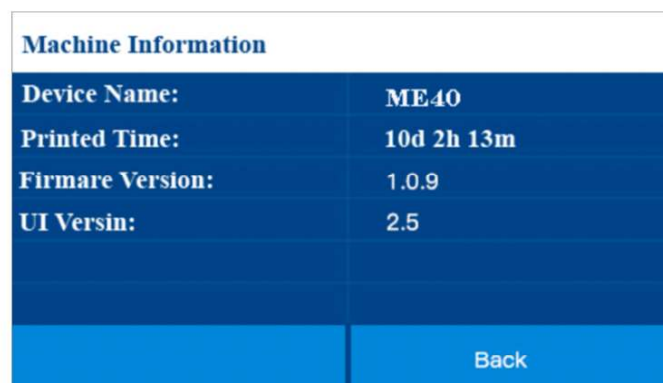 Machine Information
Device Name: ME40
Printed Time: 10d 2h 13m
Firmare Version: 1.0.9
UI Versin: 2.5
Back